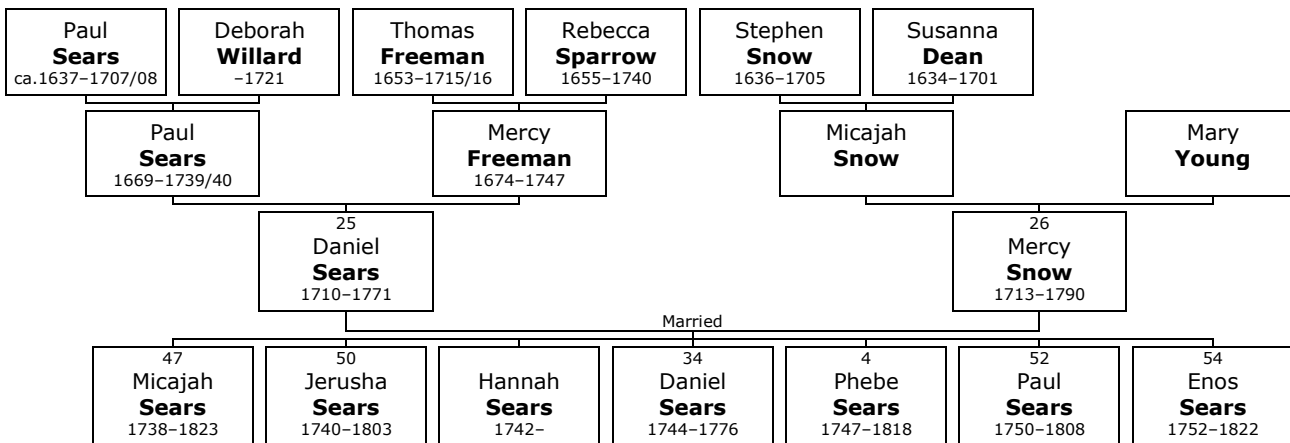 Paul
Sears
ca.1637–1707/08
Deborah
Willard
–1721
Thomas
Freeman
1653–1715/16
Rebecca
Sparrow
1655–1740
Stephen
Snow
1636–1705
Susanna
Dean
1634–1701
Paul
Sears
1669–1739/40
Mercy
Freeman
1674–1747
Micajah
Snow
Mary
Young
25
Daniel
Sears
1710–1771
26
Mercy
Snow
1713–1790
Married
47
Micajah
Sears
1738–1823
50
Jerusha
Sears
1740–1803
Hannah
Sears
1742–
34
Daniel
Sears
1744–1776
4
Phebe
Sears
1747–1818
52
Paul
Sears
1750–1808
54
Enos
Sears
1752–1822